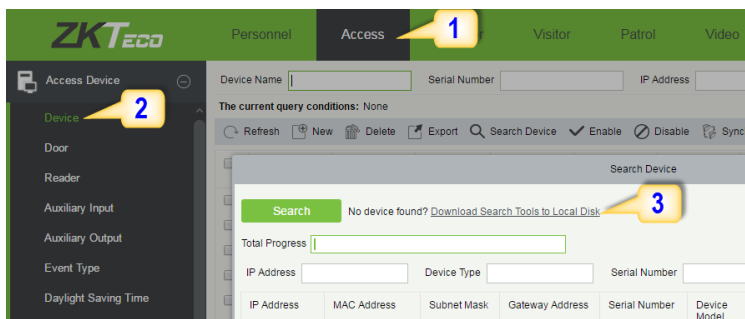 ZKTECO Personnel Access 1 r Visitor Patrol Video
Access Device Device Name Serial Number IP Address
2 The current query conditions: None
Device Refresh New Delete Export Search Device Enable Disable Sync
Door
Search Device
Reader
Search No device found? Download Search Tools to Local Disk 3
Auxiliary Input
Auxiliary Output Total Progress
Event Type IP Address Device Type Serial Number
Daylight Saving Time IP Address MAC Address Subnet Mask Gateway Address Serial Number Device
Model